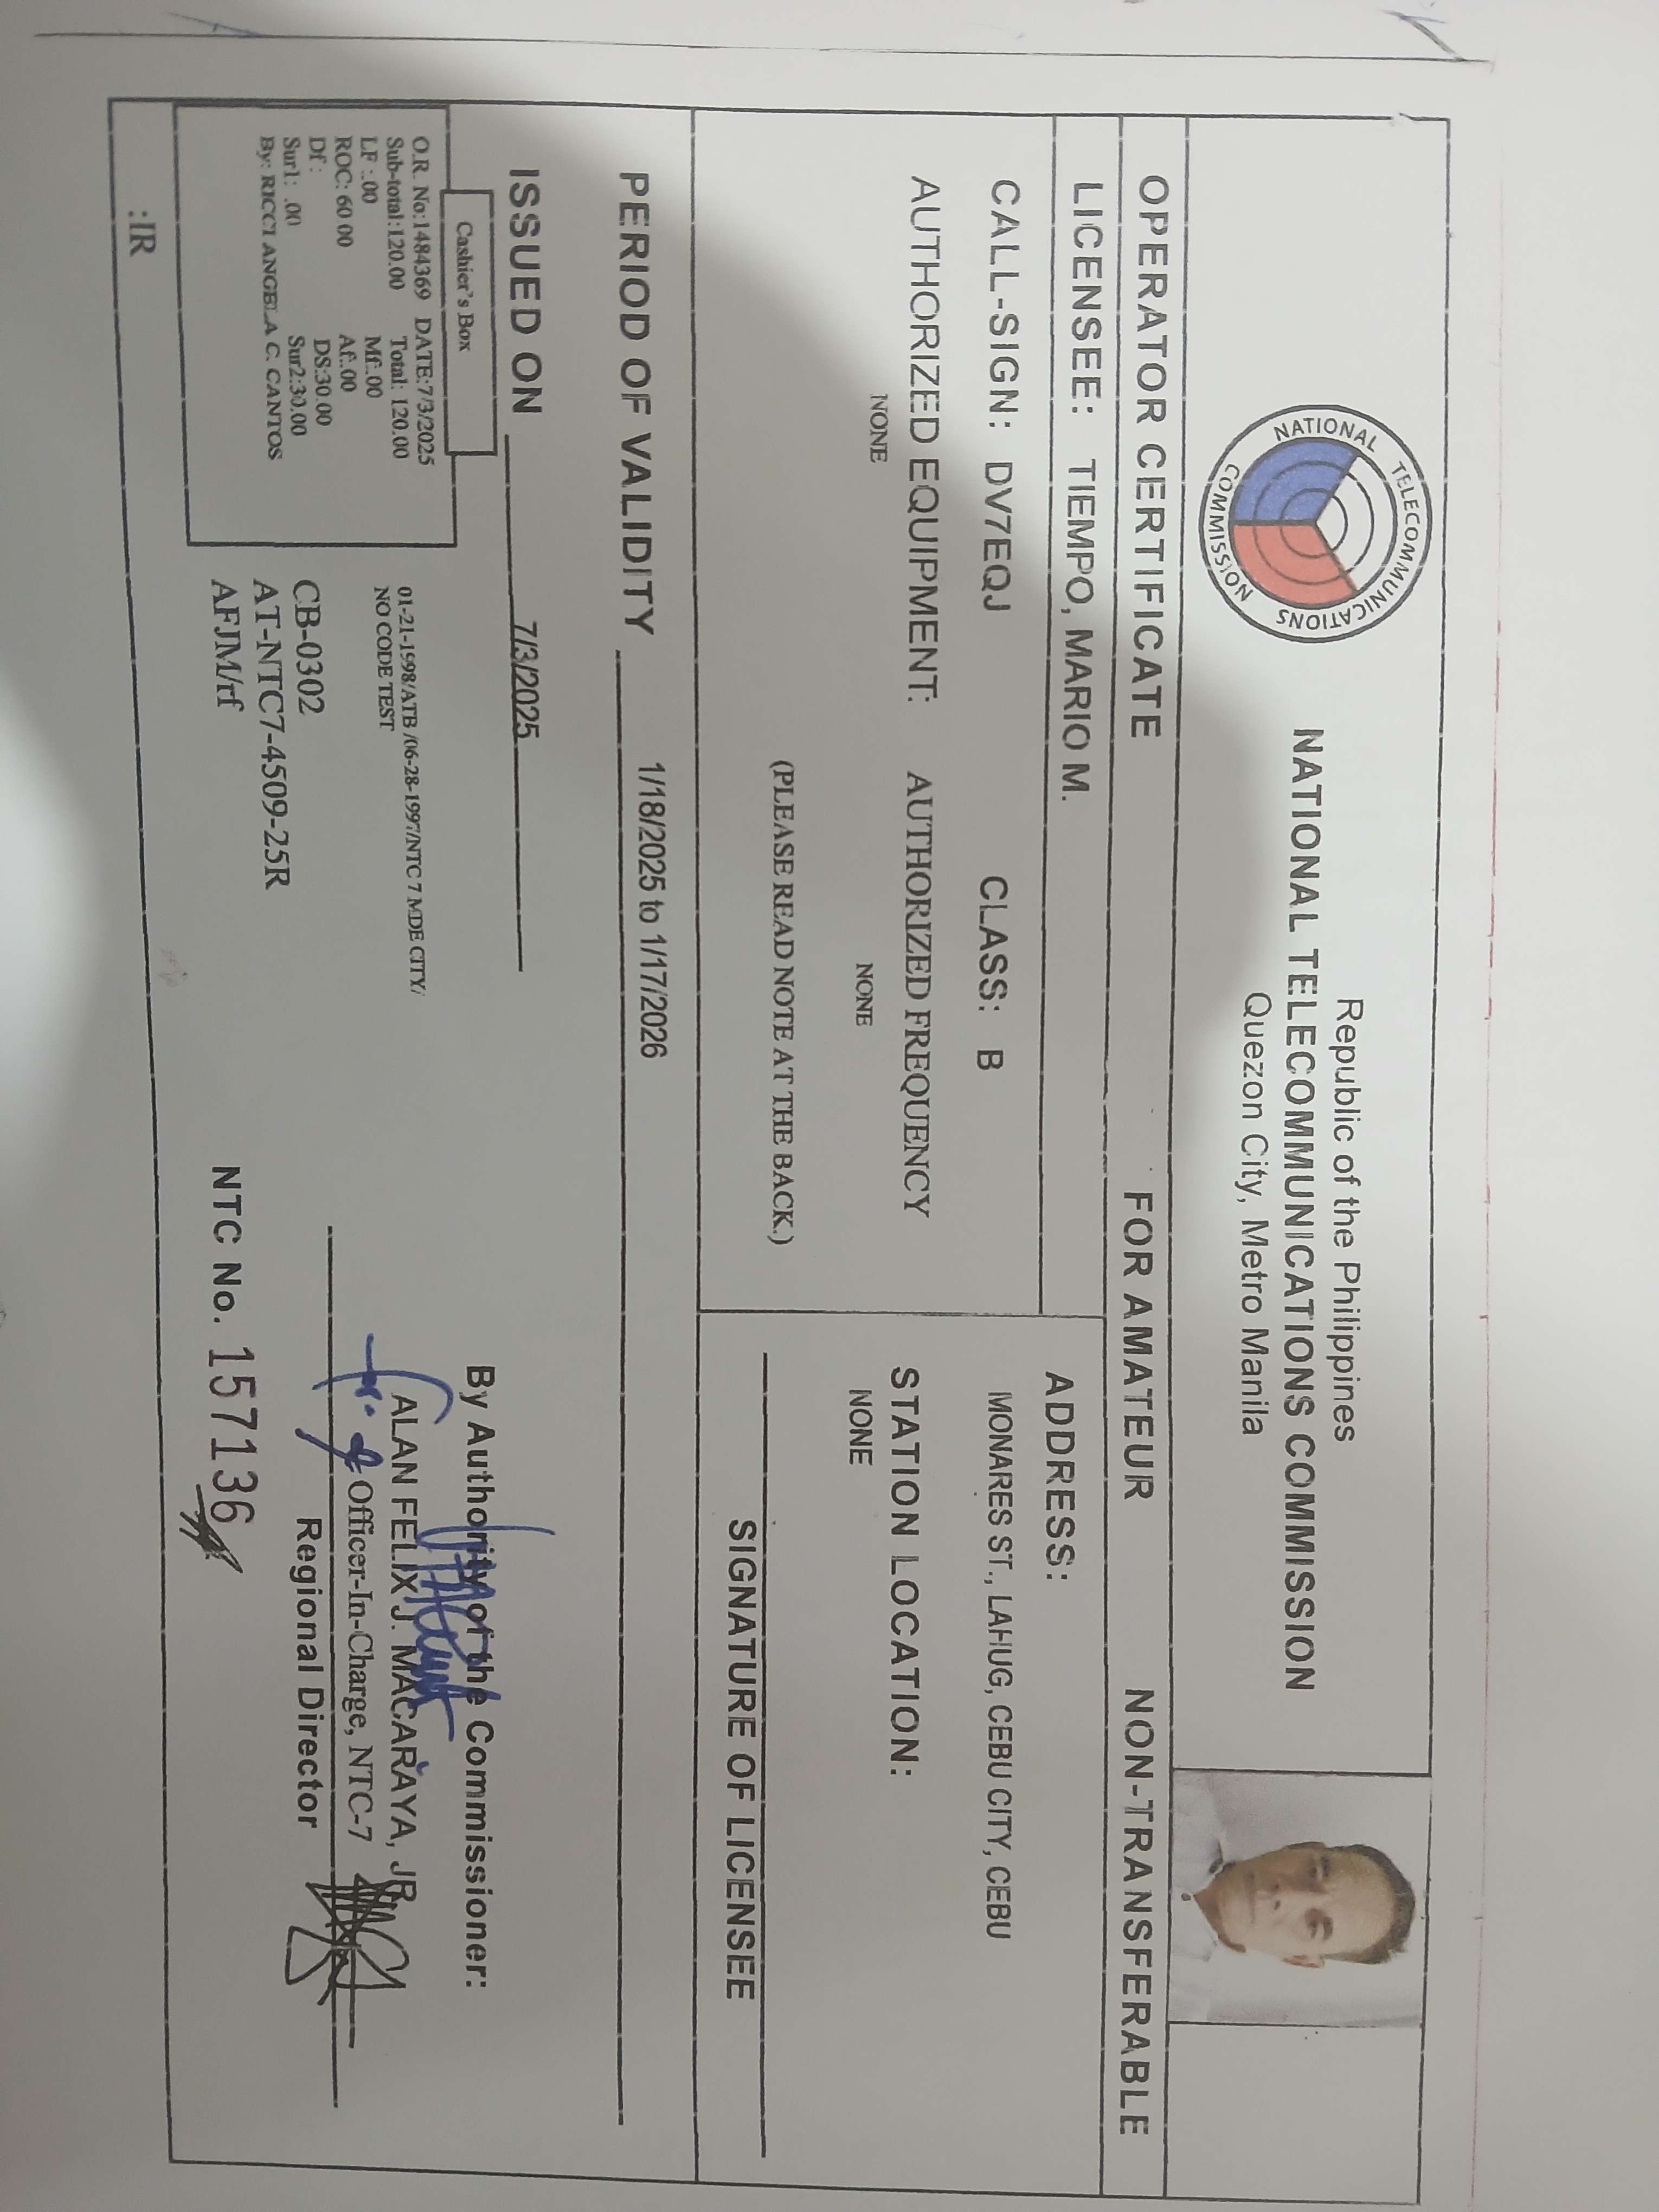 NATIONAL TELECOMMUNICATIONS COMMISSION
Republic of the Philippines
NATIONAL TELECOMMUNICATIONS COMMISSION
Quezon City, Metro Manila
OPERATOR CERTIFICATE FOR AMATEUR NON-TRANSFERABLE
LICENSEE: TIEMPO, MARIO M.
CALL-SIGN: DV7EQJ CLASS: B
AUTHORIZED EQUIPMENT: AUTHORIZED FREQUENCY
NONE NONE
(PLEASE READ NOTE AT THE BACK.)
ADDRESS:
MONARES ST., LAHUG, CEBU CITY, CEBU
STATION LOCATION:
NONE
SIGNATURE OF LICENSEE
PERIOD OF VALIDITY 1/18/2025 to 1/17/2026
ISSUED ON 7/3/2025
Cashier's Box
O.R. No:1484369 DATE:7/3/2025
Sub-total:120.00 Total: 120.00
LF :.00 Mf:.00
ROC: 60.00 Af:.00
Df : DS:30.00
Sur1: .00 Sur2:30.00
By: RICCI ANGELA C. CANTOS
:IR
01-21-1998/ATB /06-28-1997/NTC 7 MDE CITY/
NO CODE TEST
CB-0302
AT-NTC7-4509-25R
AFJM/rf
By Authority of the Commissioner:
ALAN FELIX J. MACARAYA, JR
Officer-In-Charge, NTC-7
Regional Director
NTC No. 157136